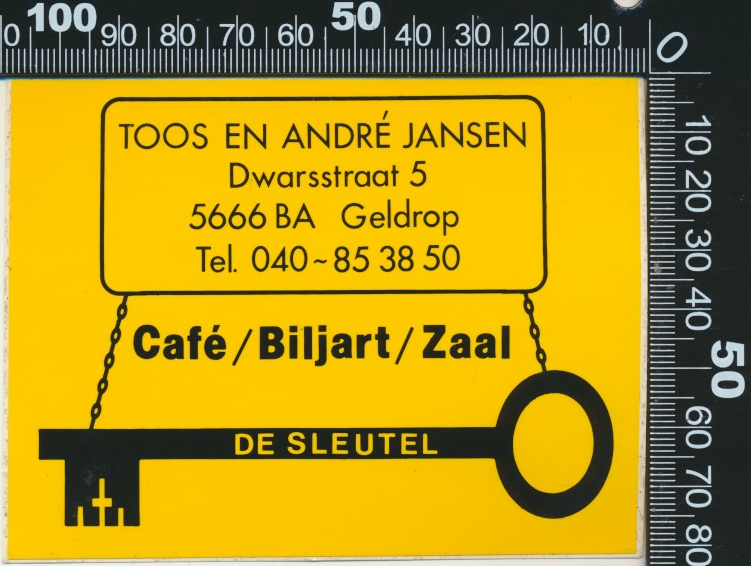 100 90 80 70 60 50 40 30 20 10 0
10 20 30 40 50 60 70 80
TOOS EN ANDRÉ JANSEN
Dwarsstraat 5
5666 BA Geldrop
Tel. 040~85 38 50
Café/Biljart/Zaal
DE SLEUTEL